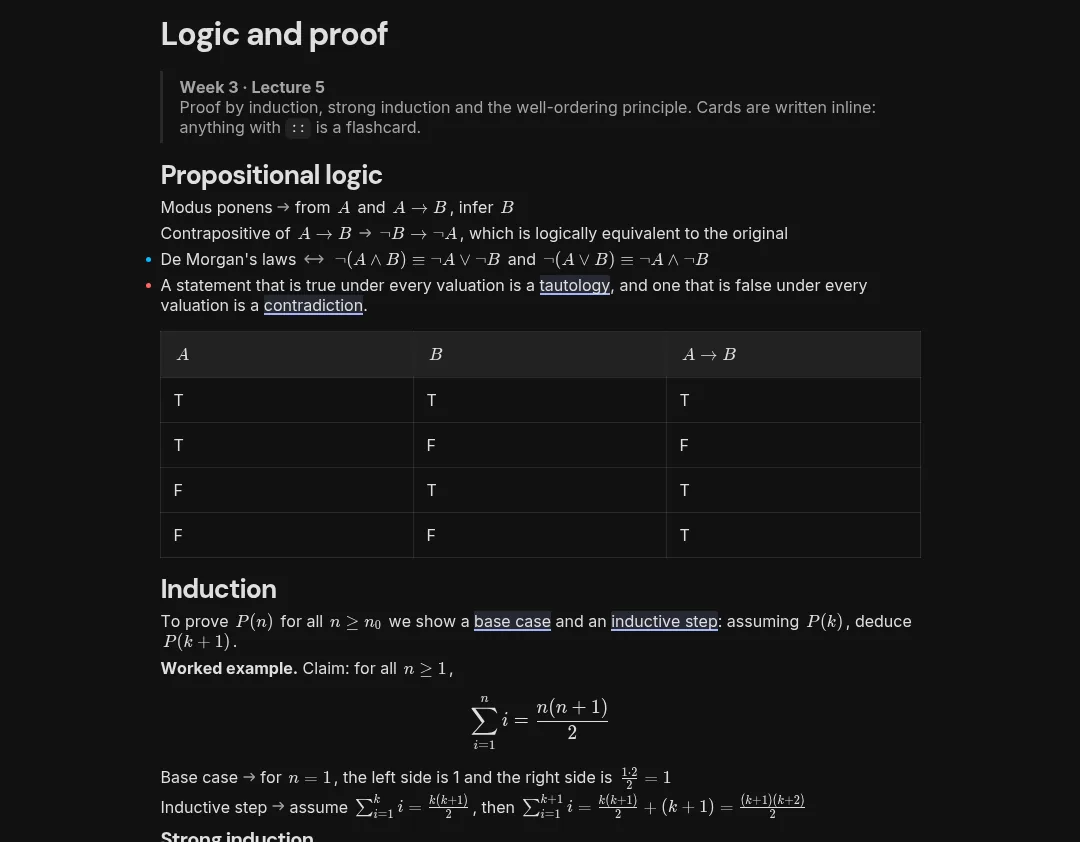 Logic and proof
Week 3 · Lecture 5
Proof by induction, strong induction and the well-ordering principle. Cards are written inline:
anything with :: is a flashcard.
Propositional logic
Modus ponens → from A and A → B, infer B
Contrapositive of A → B → ¬B → ¬A, which is logically equivalent to the original
• De Morgan's laws ↔ ¬(A ∧ B) ≡ ¬A ∨ ¬B and ¬(A ∨ B) ≡ ¬A ∧ ¬B
• A statement that is true under every valuation is a tautology, and one that is false under every
valuation is a contradiction.
A B A → B
T T T
T F F
F T T
F F T
Induction
To prove P(n) for all n ≥ n₀ we show a base case and an inductive step: assuming P(k), deduce
P(k + 1).
Worked example. Claim: for all n ≥ 1,
∑_{i=1}^{n} i = n(n + 1)/2
Base case → for n = 1, the left side is 1 and the right side is 1·2/2 = 1
Inductive step → assume ∑_{i=1}^{k} i = k(k+1)/2, then ∑_{i=1}^{k+1} i = k(k+1)/2 + (k + 1) = (k+1)(k+2)/2
Strong induction